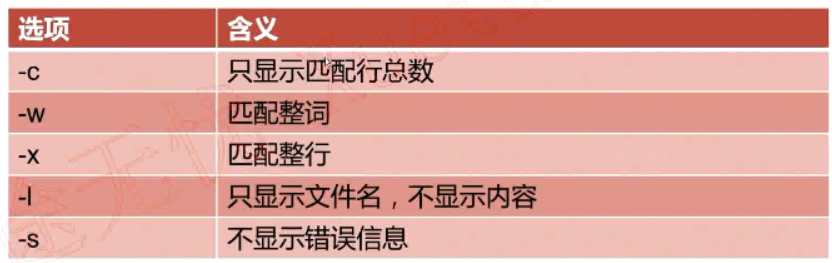 选项 含义
-c 只显示匹配行总数
-w 匹配整词
-x 匹配整行
-l 只显示文件名，不显示内容
-s 不显示错误信息